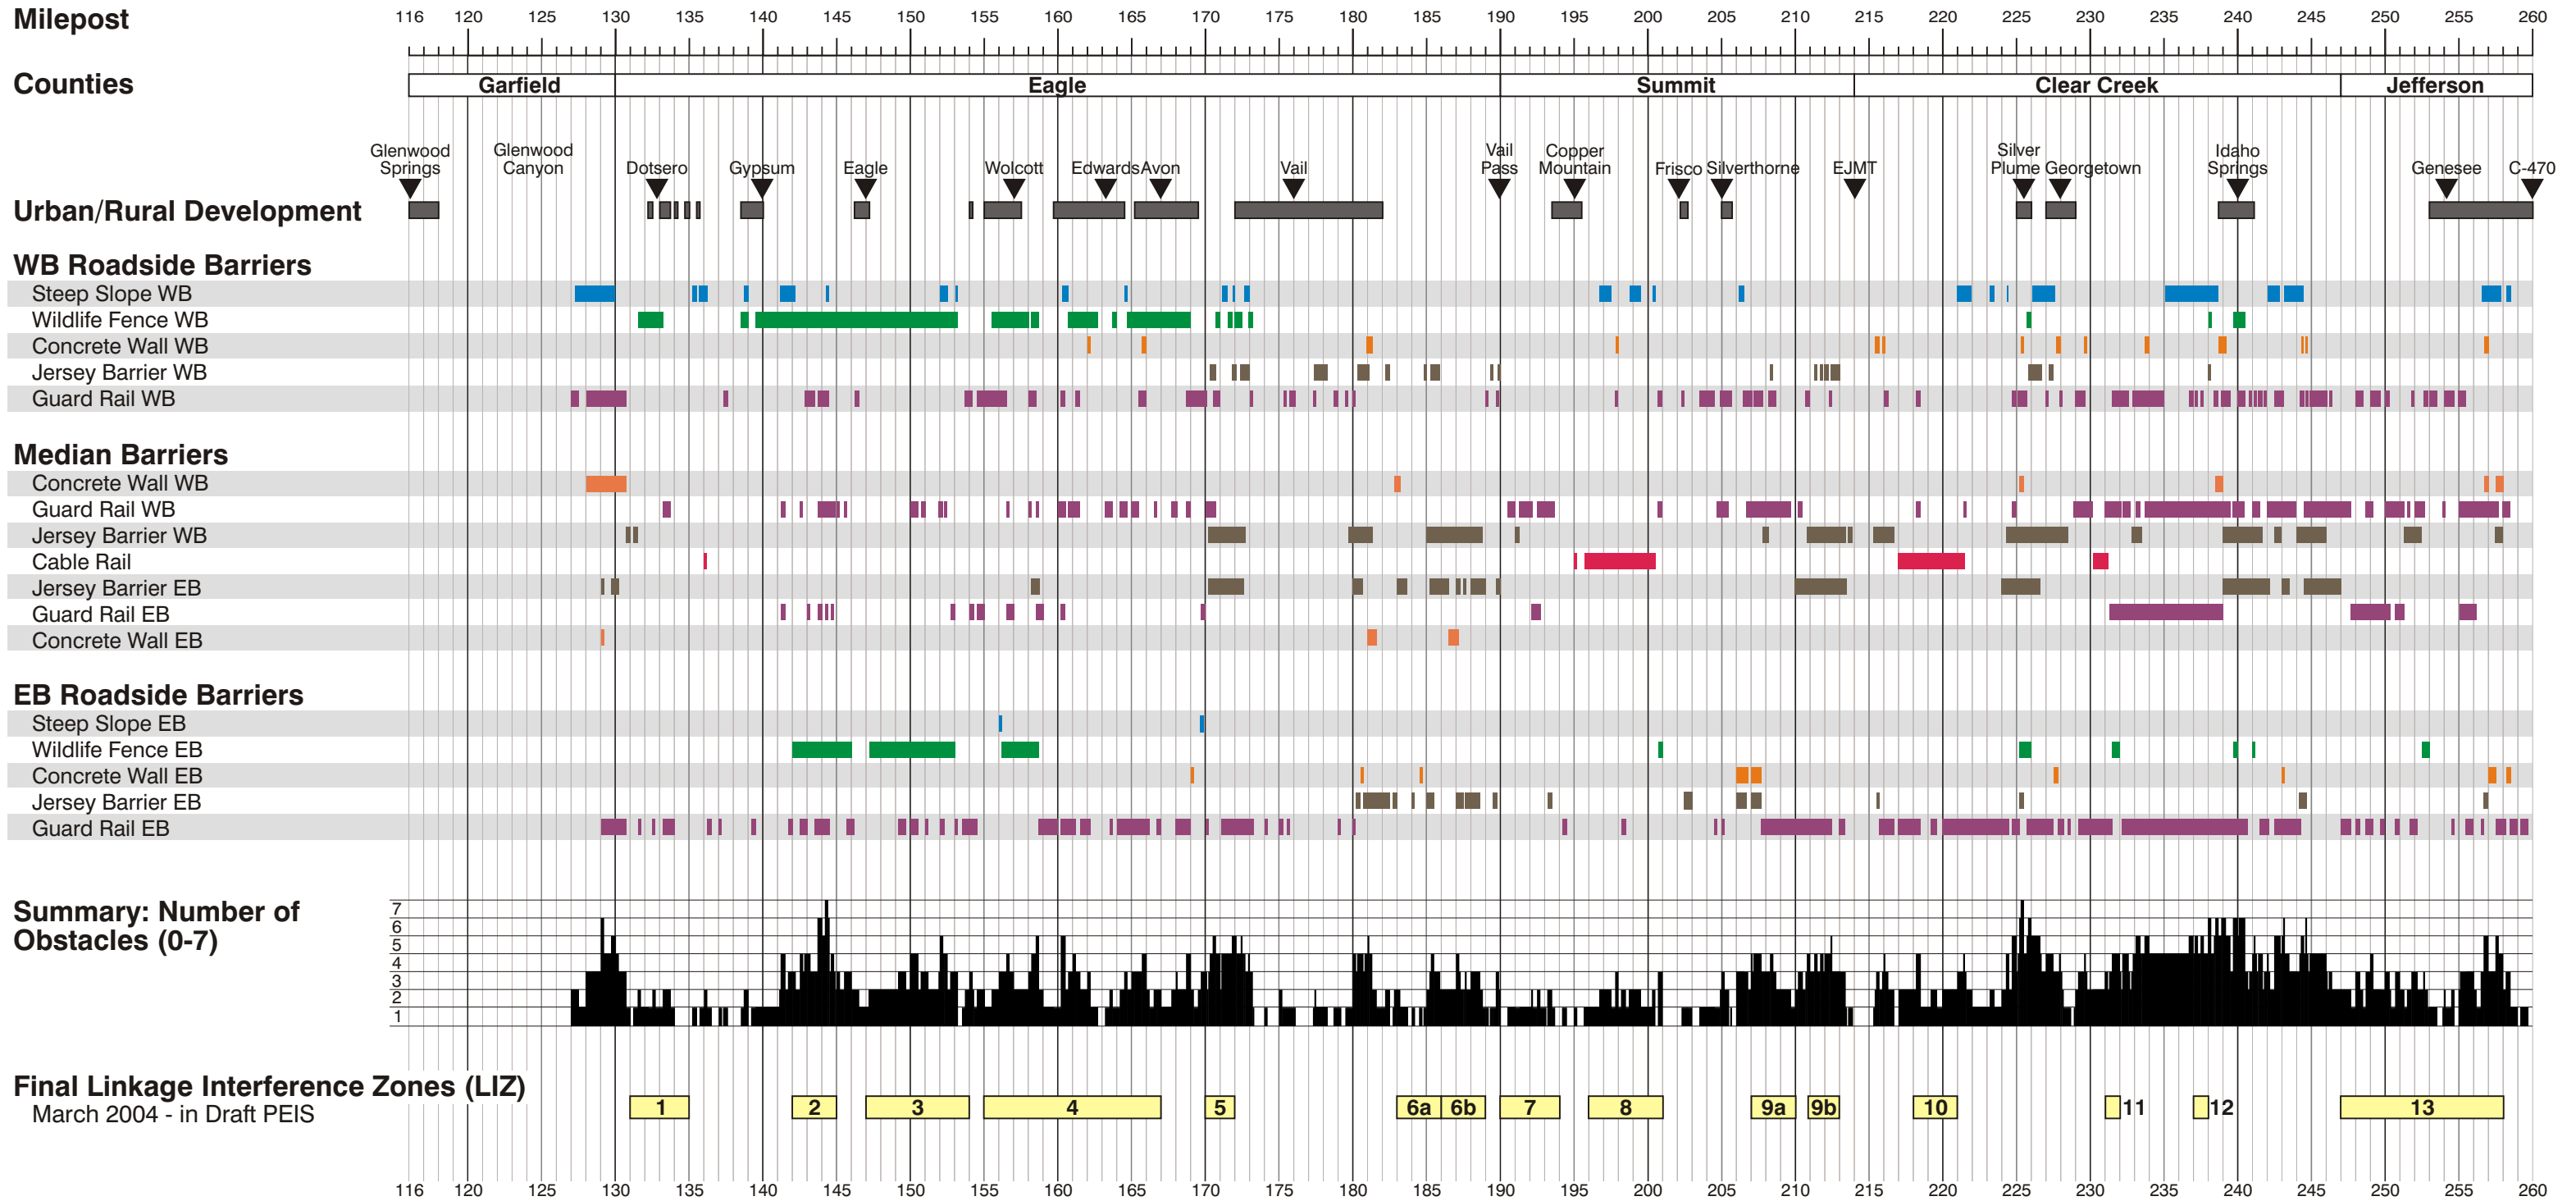 Milepost
116 120 125 130 135 140 145 150 155 160 165 170 175 180 185 190 195 200 205 210 215 220 225 230 235 240 245 250 255 260
Counties Garfield Eagle Summit Clear Creek Jefferson
Glenwood Springs
Glenwood Canyon
Dotsero
Gypsum
Eagle
Wolcott
Edwards
Avon
Vail
Vail Pass
Copper Mountain
Frisco
Silverthorne
EJMT
Silver Plume
Georgetown
Idaho Springs
Genesee
C-470
Urban/Rural Development
WB Roadside Barriers
Steep Slope WB
Wildlife Fence WB
Concrete Wall WB
Jersey Barrier WB
Guard Rail WB
Median Barriers
Concrete Wall WB
Guard Rail WB
Jersey Barrier WB
Cable Rail
Jersey Barrier EB
Guard Rail EB
Concrete Wall EB
EB Roadside Barriers
Steep Slope EB
Wildlife Fence EB
Concrete Wall EB
Jersey Barrier EB
Guard Rail EB
Summary: Number of
Obstacles (0-7)
7
6
5
4
3
2
1
Final Linkage Interference Zones (LIZ)
March 2004 - in Draft PEIS
1 2 3 4 5 6a 6b 7 8 9a 9b 10 11 12 13
116 120 125 130 135 140 145 150 155 160 165 170 175 180 185 190 195 200 205 210 215 220 225 230 235 240 245 250 255 260